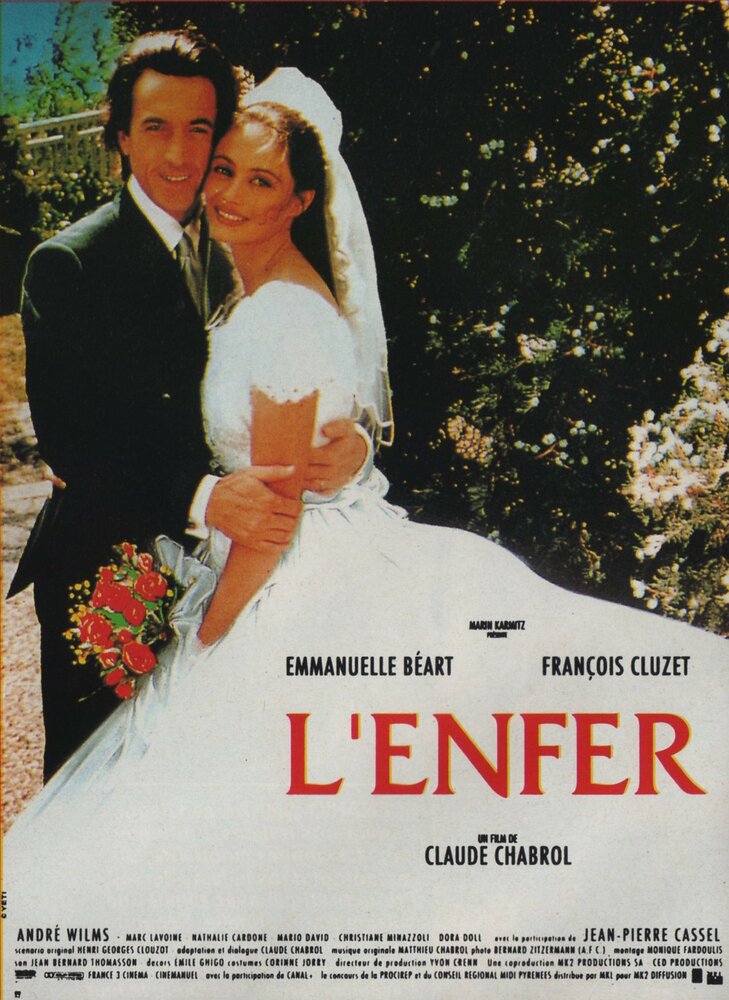 MARIN KARMITZ
PRÉSENTE
EMMANUELLE BÉART FRANÇOIS CLUZET
L'ENFER
UN FILM DE
CLAUDE CHABROL
© YETI
ANDRÉ WILMS - MARC LAVOINE - NATHALIE CARDONE - MARIO DAVID - CHRISTIANE MINAZZOLI DORA DOLL avec la participation de JEAN-PIERRE CASSEL
scenario original HENRI GEORGES CLOUZOT adaptation et dialogue CLAUDE CHABROL musique originale MATTHIEU CHABROL photo BERNARD ZITZERMANN (A.F.C.) montage MONIQUE FARDOULIS
son JEAN BERNARD THOMASSON decors ÉMILE GHIGO costumes CORINNE JORRY directeur de production YVON CRENN Une coproduction MK2 PRODUCTIONS SA - CED PRODUCTIONS
FRANCE 3 CINEMA - CINEMANUEL avec la participation de CANAL+ le concours de la PROCIREP et du CONSEIL REGIONAL MIDI PYRENEES distribue par MKL pour MK2 DIFFUSION